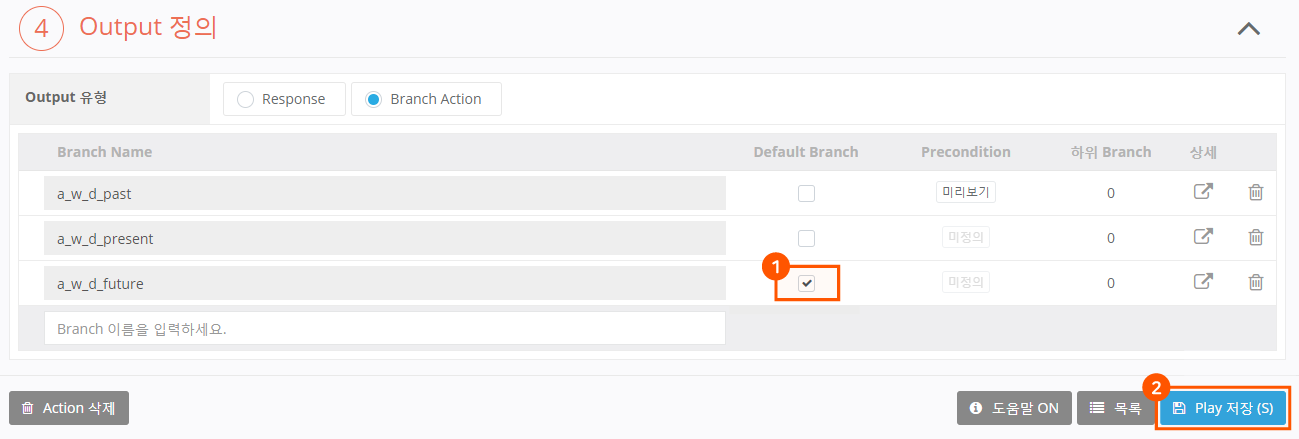 4 Output 정의
Output 유형 Response Branch Action
Branch Name Default Branch Precondition 하위 Branch 상세
a_w_d_past 미리보기 0
a_w_d_present 미정의 0
1
a_w_d_future 미정의 0
Branch 이름을 입력하세요.
2
Action 삭제 도움말 ON 목록 Play 저장 (S)